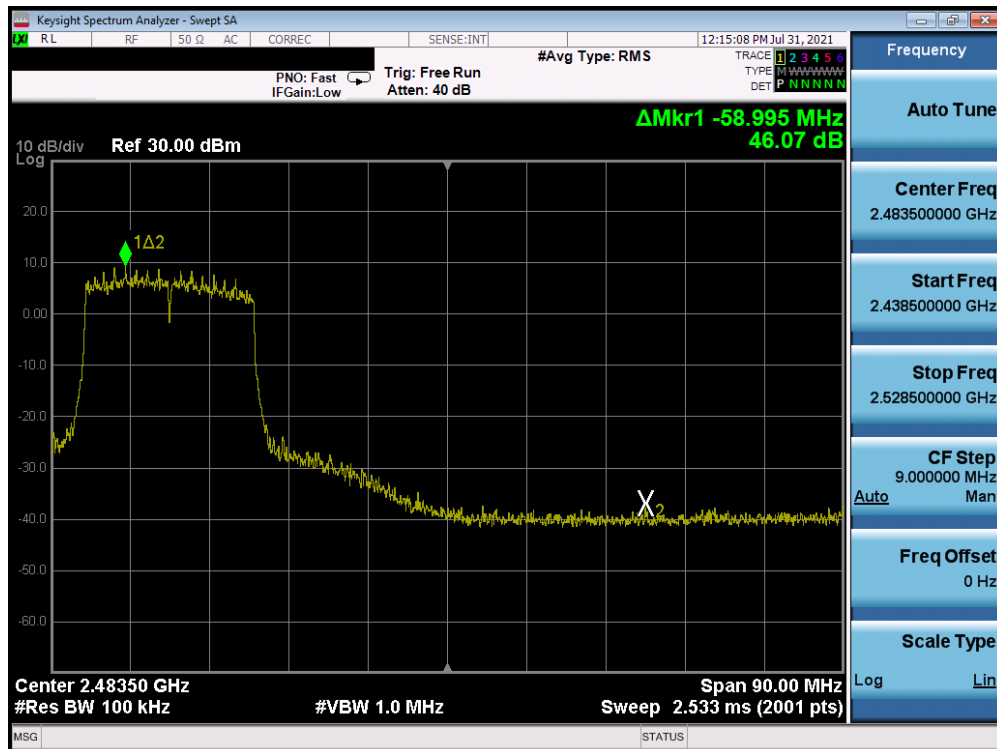 Keysight Spectrum Analyzer - Swept SA
LXI RL RF 50 Ω AC CORREC SENSE:INT 12:15:08 PM Jul 31, 2021
PNO: Fast
IFGain:Low
Trig: Free Run
Atten: 40 dB
#Avg Type: RMS
TRACE 1 2 3 4 5 6
TYPE M W W W W W
DET P N N N N N
ΔMkr1 -58.995 MHz
46.07 dB
10 dB/div
Log
Ref 30.00 dBm
20.0
10.0
0.00
-10.0
-20.0
-30.0
-40.0
-50.0
-60.0
1Δ2
X2
Center 2.48350 GHz
#Res BW 100 kHz
#VBW 1.0 MHz
Span 90.00 MHz
Sweep 2.533 ms (2001 pts)
MSG
STATUS
Frequency
Auto Tune
Center Freq
2.483500000 GHz
Start Freq
2.438500000 GHz
Stop Freq
2.528500000 GHz
CF Step
9.000000 MHz
Auto Man
Freq Offset
0 Hz
Scale Type
Log Lin